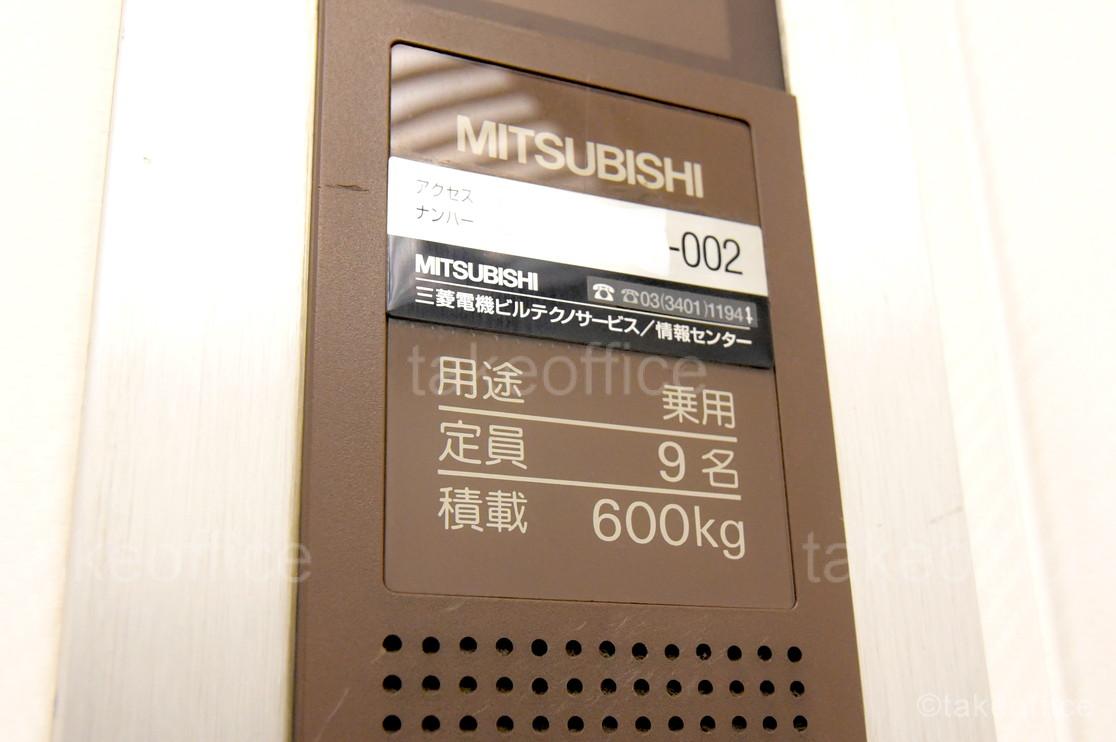 MITSUBISHI
アクセス
ナンバー
-002
MITSUBISHI ☎ ☎03(3401)1194
三菱電機ビルテクノサービス/情報センター
takeoffice
用途 乗用
定員 9名
積載 600kg
keoffice
©takeoffice